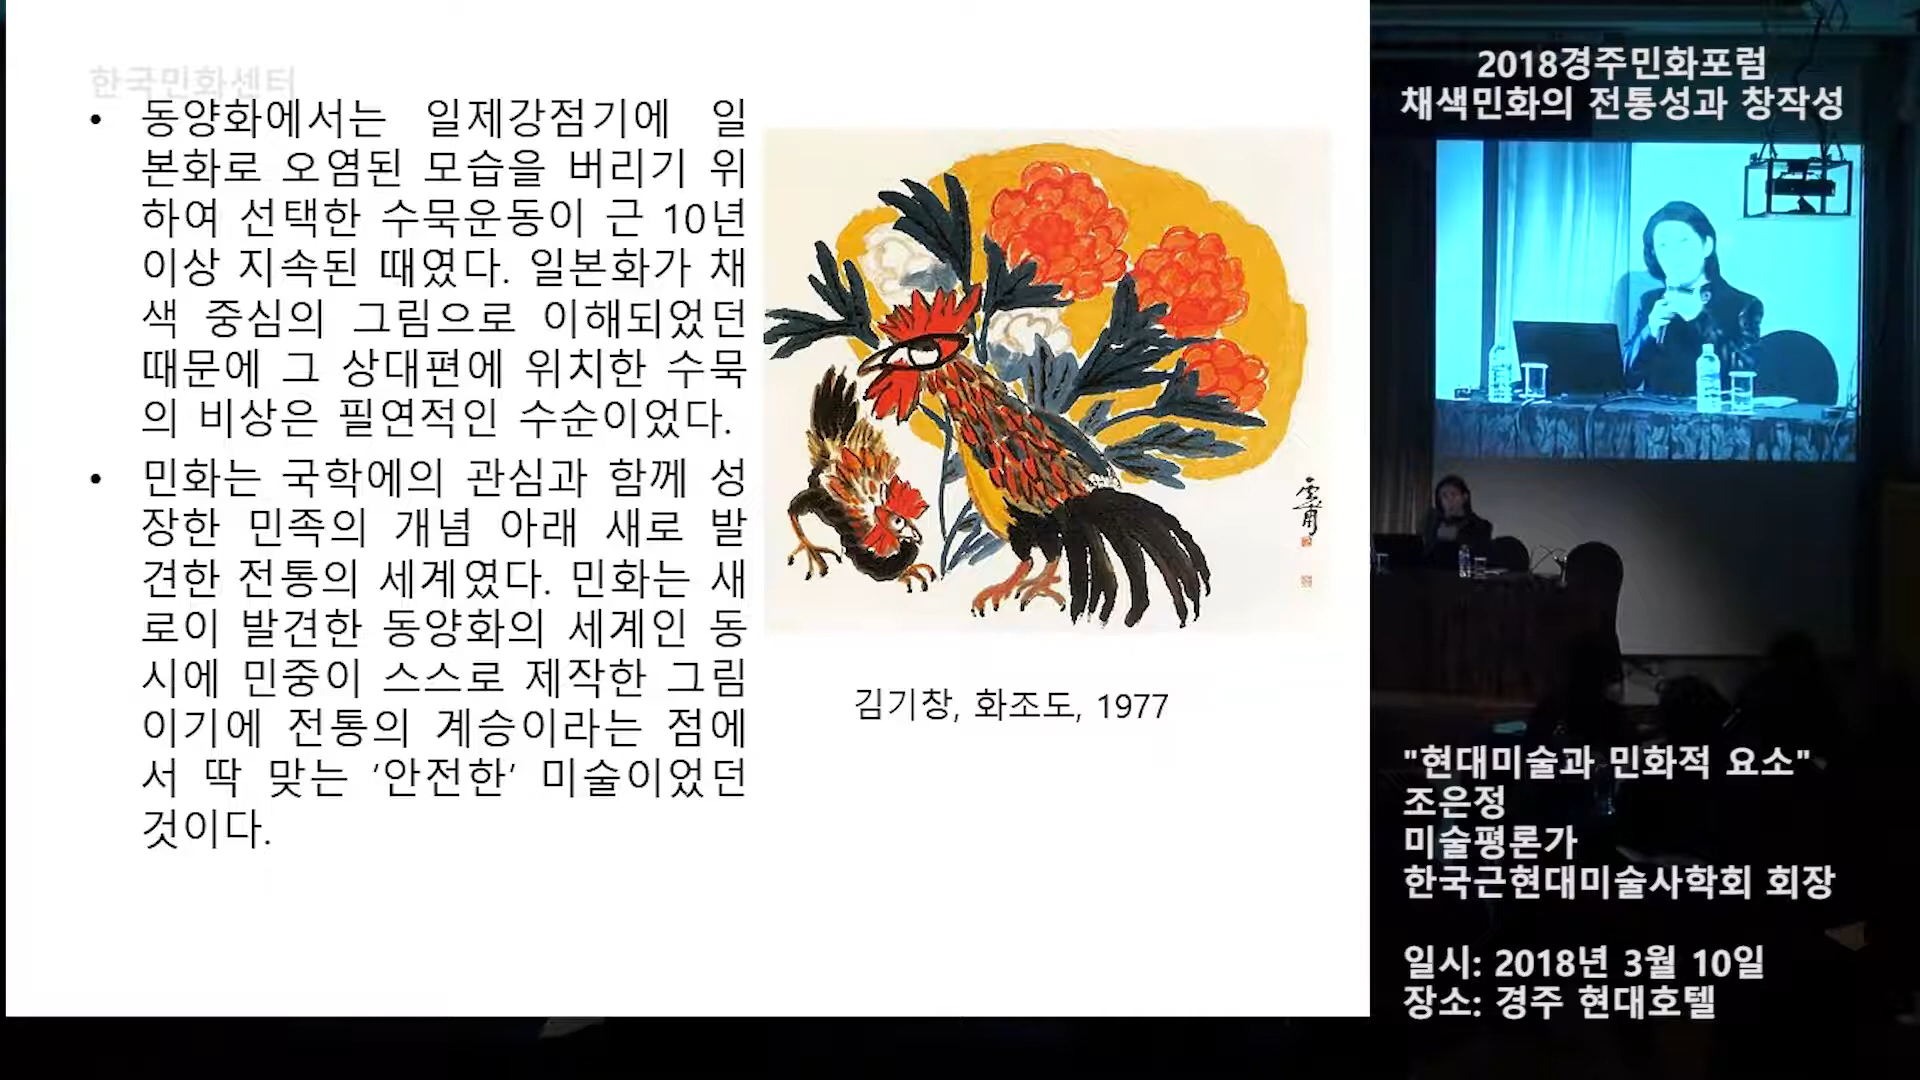 한국민화센터
• 동양화에서는 일제강점기에 일
본화로 오염된 모습을 버리기 위
하여 선택한 수묵운동이 근 10년
이상 지속된 때였다. 일본화가 채
색 중심의 그림으로 이해되었던
때문에 그 상대편에 위치한 수묵
의 비상은 필연적인 수순이었다.
• 민화는 국학에의 관심과 함께 성
장한 민족의 개념 아래 새로 발
견한 전통의 세계였다. 민화는 새
로이 발견한 동양화의 세계인 동
시에 민중이 스스로 제작한 그림
이기에 전통의 계승이라는 점에
서 딱 맞는 ‘안전한’ 미술이었던
것이다.
김기창, 화조도, 1977
2018경주민화포럼
채색민화의 전통성과 창작성
"현대미술과 민화적 요소"
조은정
미술평론가
한국근현대미술사학회 회장
일시: 2018년 3월 10일
장소: 경주 현대호텔